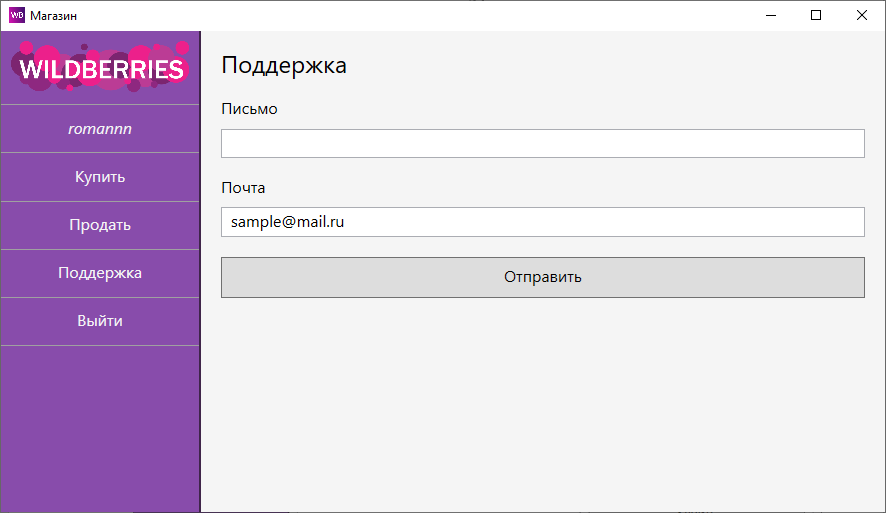 WB Магазин
WILDBERRIES
romannn
Купить
Продать
Поддержка
Выйти
Поддержка
Письмо
Почта
sample@mail.ru
Отправить